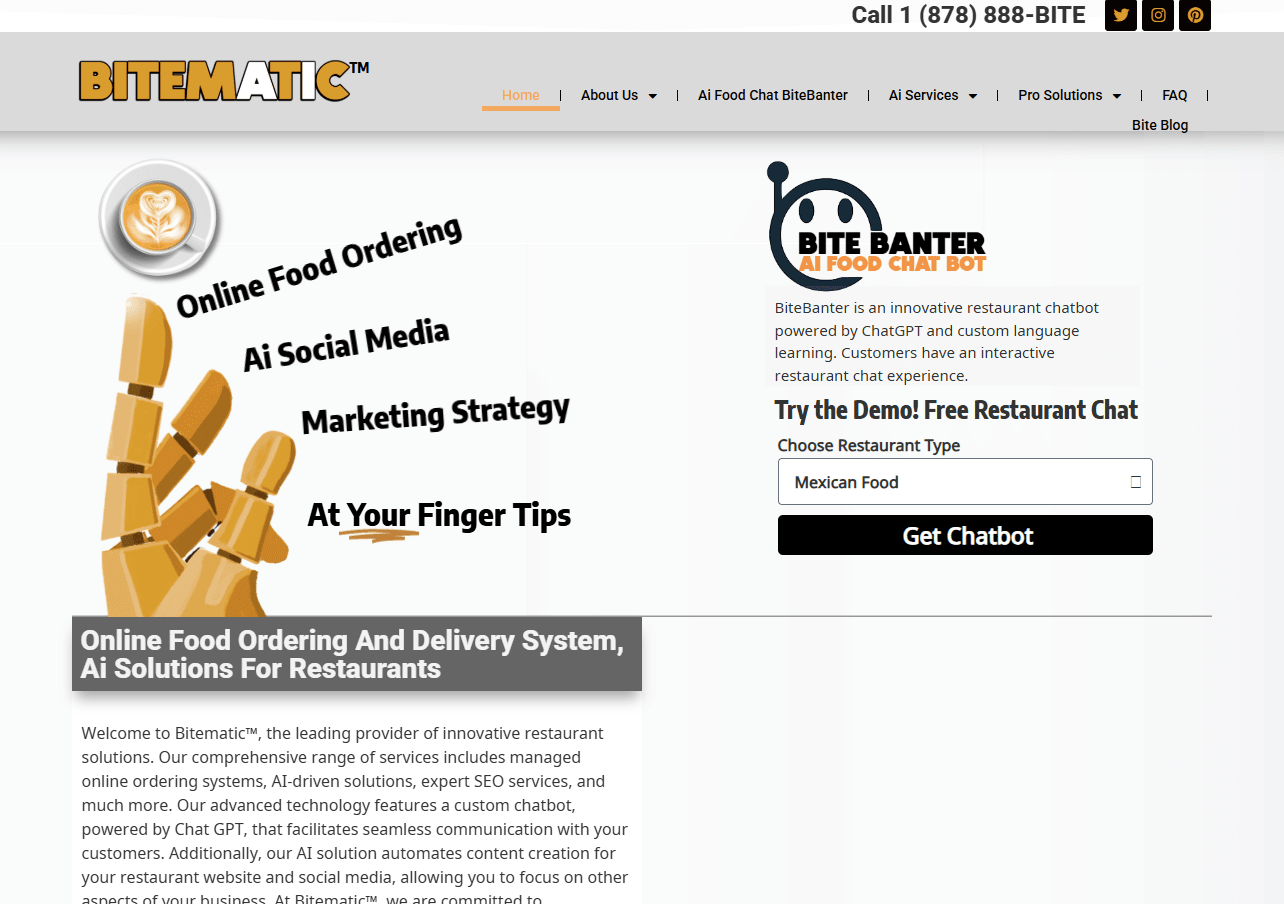 Call 1 (878) 888-BITE
BITEMATIC™
Home
About Us
Ai Food Chat BiteBanter
Ai Services
Pro Solutions
FAQ
Bite Blog
Online Food Ordering
Ai Social Media
Marketing Strategy
At Your Finger Tips
BITE BANTER
AI FOOD CHAT BOT
BiteBanter is an innovative restaurant chatbot
powered by ChatGPT and custom language
learning. Customers have an interactive
restaurant chat experience.
Try the Demo! Free Restaurant Chat
Choose Restaurant Type
Mexican Food
Get Chatbot
Online Food Ordering And Delivery System,
Ai Solutions For Restaurants
Welcome to Bitematic™, the leading provider of innovative restaurant
solutions. Our comprehensive range of services includes managed
online ordering systems, AI-driven solutions, expert SEO services, and
much more. Our advanced technology features a custom chatbot,
powered by Chat GPT, that facilitates seamless communication with your
customers. Additionally, our AI solution automates content creation for
your restaurant website and social media, allowing you to focus on other
aspects of your business. At Bitematic™, we are committed to